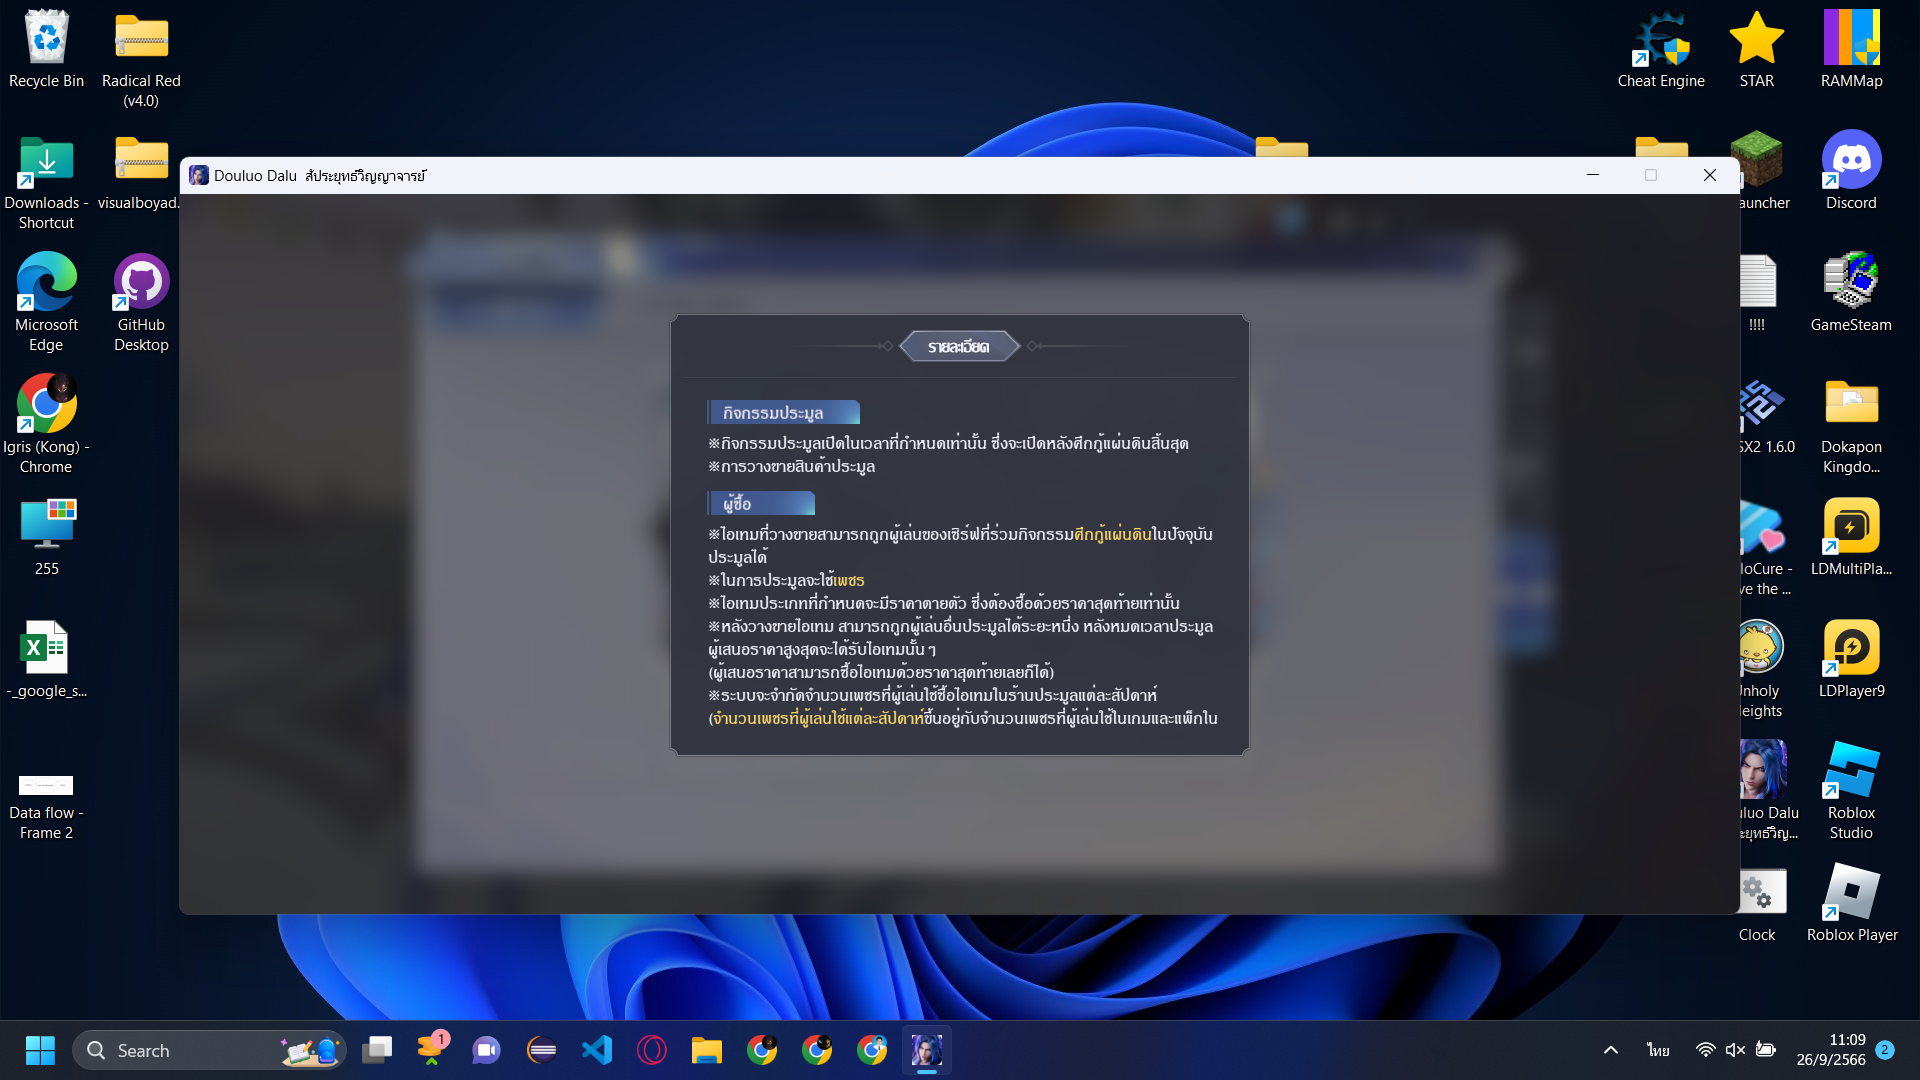 Recycle Bin
Radical Red
(v4.0)
Cheat Engine
STAR
RAMMap
Downloads -
Shortcut
visualboyad.
auncher
Discord
Douluo Dalu สัประยุทธ์วิญญาจารย์
Microsoft
Edge
GitHub
Desktop
!!!!
GameSteam
รายละเอียด
กิจกรรมประมูล
※กิจกรรมประมูลเปิดในเวลาที่กำหนดเท่านั้น ซึ่งจะเปิดหลังศึกกู้แผ่นดินสิ้นสุด
※การวางขายสินค้าประมูล
ผู้ซื้อ
※ไอเทมที่วางขายสามารถถูกผู้เล่นของเซิร์ฟที่ร่วมกิจกรรมศึกกู้แผ่นดินในปัจจุบัน
ประมูลได้
※ในการประมูลจะใช้เพชร
※ไอเทมประเภทที่กำหนดจะมีราคาตายตัว ซึ่งต้องซื้อด้วยราคาสุดท้ายเท่านั้น
※หลังวางขายไอเทม สามารถถูกผู้เล่นอื่นประมูลได้ระยะหนึ่ง หลังหมดเวลาประมูล
ผู้เสนอราคาสูงสุดจะได้รับไอเทมนั้น ๆ
(ผู้เสนอราคาสามารถซื้อไอเทมด้วยราคาสุดท้ายเลยก็ได้)
※ระบบจะจำกัดจำนวนเพชรที่ผู้เล่นใช้ซื้อไอเทมในร้านประมูลแต่ละสัปดาห์
(จำนวนเพชรที่ผู้เล่นใช้แต่ละสัปดาห์ขึ้นอยู่กับจำนวนเพชรที่ผู้เล่นใช้ในเกมและแพ็กใน
Igris (Kong) -
Chrome
SX2 1.6.0
Dokapon
Kingdo...
255
loCure -
ve the ...
LDMultiPla...
-_google_s...
Jnholy
leights
LDPlayer9
Data flow -
Frame 2
uluo Dalu
ะยุทธ์วิญ...
Roblox
Studio
Clock
Roblox Player
Search
1
ไทย
11:09
26/9/2566
2